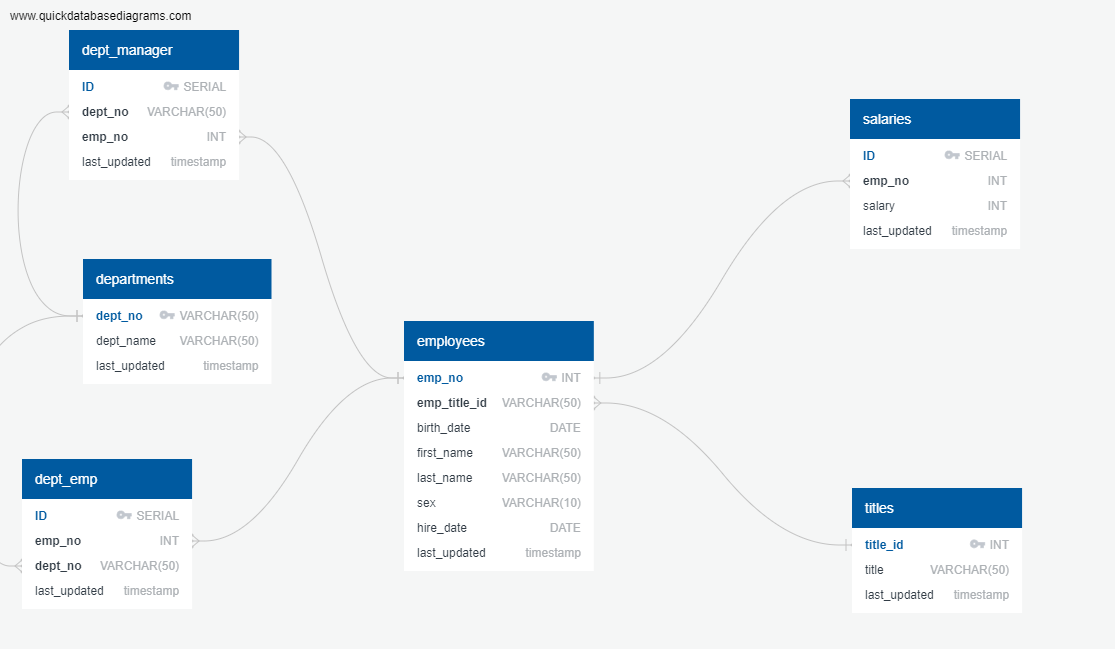 www.quickdatabasediagrams.com
dept_manager
ID SERIAL
dept_no VARCHAR(50)
emp_no INT
last_updated timestamp
departments
dept_no VARCHAR(50)
dept_name VARCHAR(50)
last_updated timestamp
dept_emp
ID SERIAL
emp_no INT
dept_no VARCHAR(50)
last_updated timestamp
employees
emp_no INT
emp_title_id VARCHAR(50)
birth_date DATE
first_name VARCHAR(50)
last_name VARCHAR(50)
sex VARCHAR(10)
hire_date DATE
last_updated timestamp
salaries
ID SERIAL
emp_no INT
salary INT
last_updated timestamp
titles
title_id INT
title VARCHAR(50)
last_updated timestamp